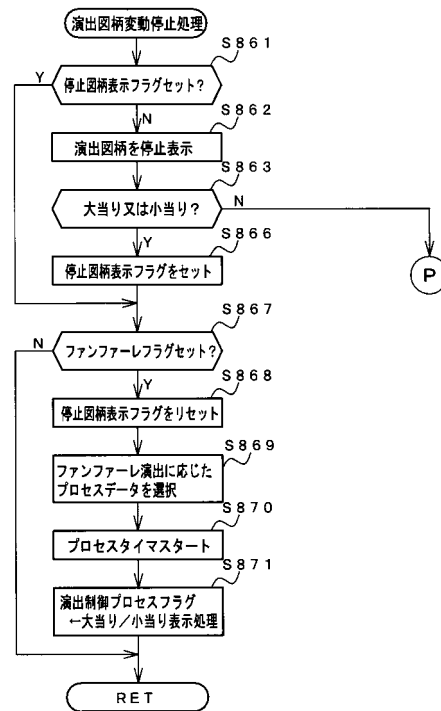 演出図柄変動停止処理
S861
Y
停止図柄表示フラグセット？
N
S862
演出図柄を停止表示
S863
大当り又は小当り？
N
Y
S866
停止図柄表示フラグをセット
P
S867
N
ファンファーレフラグセット？
Y
S868
停止図柄表示フラグをリセット
S869
ファンファーレ演出に応じた
プロセスデータを選択
S870
プロセスタイマスタート
S871
演出制御プロセスフラグ
←大当り／小当り表示処理
RET